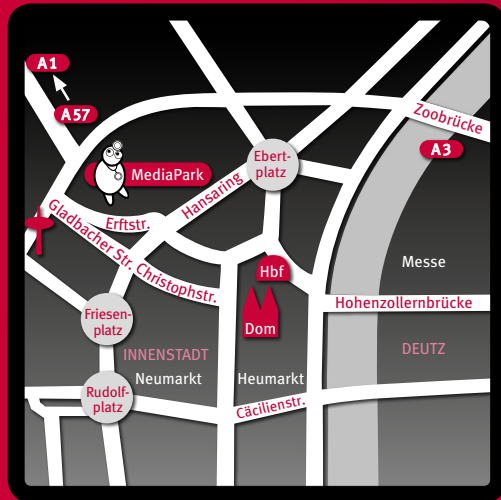 A1
A57
Zoobrücke
A3
MediaPark
Ebert-
platz
Hansaring
Erftstr.
Gladbacher Str.
Christophstr.
Hbf
Messe
Hohenzollernbrücke
Dom
Friesen-
platz
INNENSTADT
DEUTZ
Neumarkt
Heumarkt
Rudolf-
platz
Cäcilienstr.